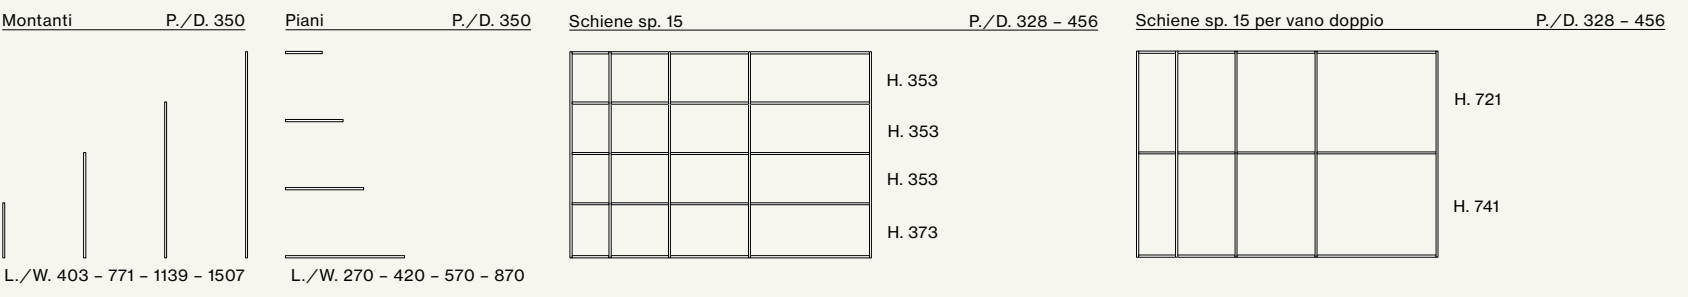 Montanti P./D. 350
L./W. 403 – 771 – 1139 – 1507
Piani P./D. 350
L./W. 270 – 420 – 570 – 870
Schiene sp. 15 P./D. 328 – 456
H. 353
H. 353
H. 353
H. 373
Schiene sp. 15 per vano doppio P./D. 328 – 456
H. 721
H. 741